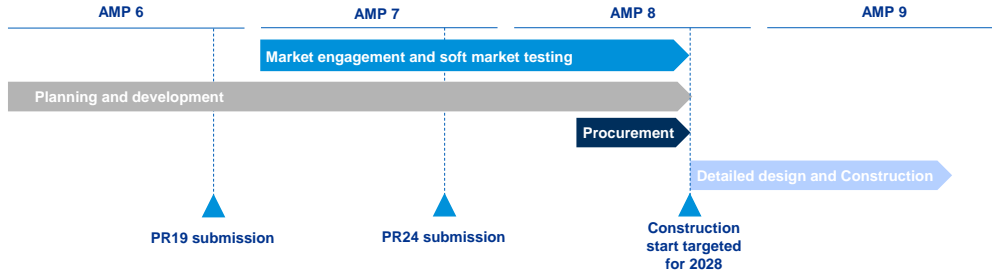 AMP 6
AMP 7
AMP 8
AMP 9
Market engagement and soft market testing
Planning and development
Procurement
Detailed design and Construction
PR19 submission
PR24 submission
Construction
start targeted
for 2028